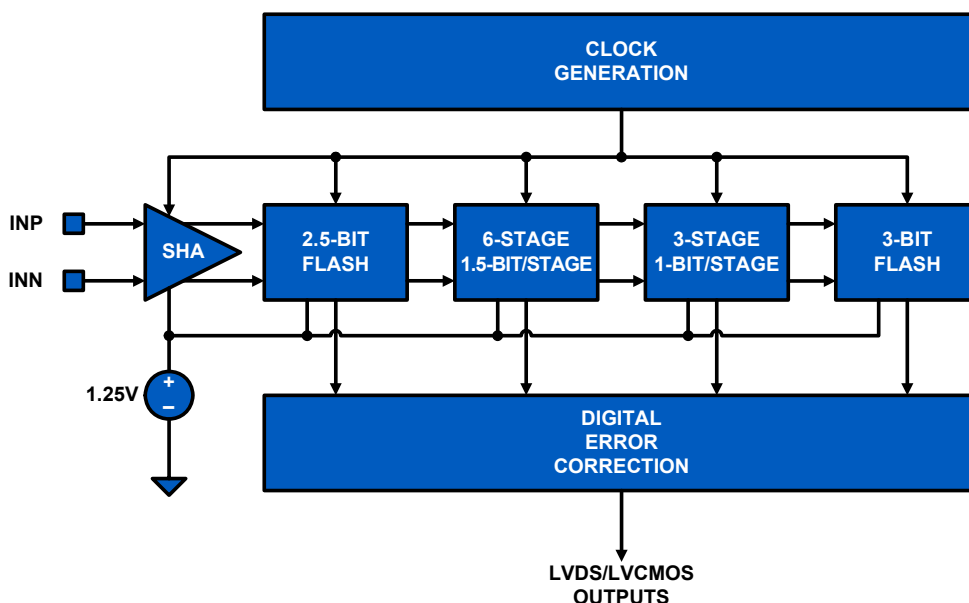 CLOCK
GENERATION
INP
INN
SHA
2.5-BIT
FLASH
6-STAGE
1.5-BIT/STAGE
3-STAGE
1-BIT/STAGE
3-BIT
FLASH
1.25V
+
–
DIGITAL
ERROR
CORRECTION
LVDS/LVCMOS
OUTPUTS